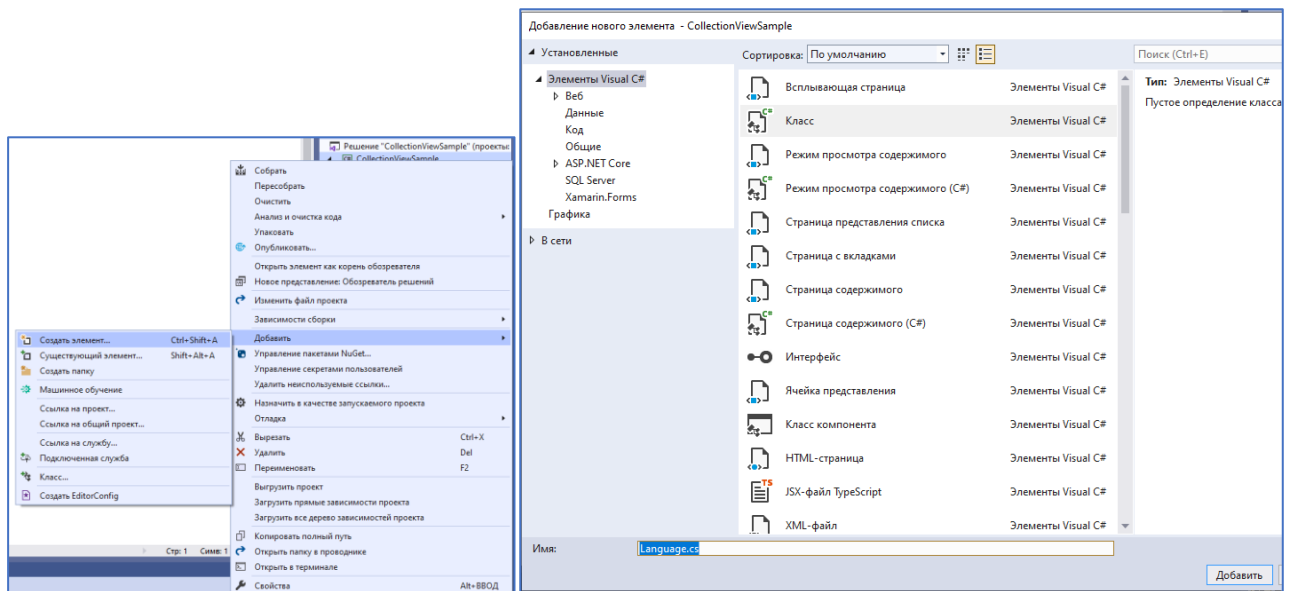 Решение "CollectionViewSample" (проекты:
CollectionViewSample
Собрать
Пересобрать
Очистить
Анализ и очистка кода
Упаковать
Опубликовать...
Открыть элемент как корень обозревателя
Новое представление: Обозреватель решений
Изменить файл проекта
Зависимости сборки
Добавить
Управление пакетами NuGet...
Управление секретами пользователей
Удалить неиспользуемые ссылки...
Назначить в качестве запускаемого проекта
Отладка
Вырезать Ctrl+X
Удалить Del
Переименовать F2
Выгрузить проект
Загрузить прямые зависимости проекта
Загрузить все дерево зависимостей проекта
Копировать полный путь
Открыть папку в проводнике
Открыть в терминале
Свойства Alt+ВВОД
Создать элемент... Ctrl+Shift+A
Существующий элемент... Shift+Alt+A
Создать папку
Машинное обучение
Ссылка на проект...
Ссылка на общий проект...
Ссылка на службу...
Подключенная служба
Класс...
Создать EditorConfig
Стр: 1 Симв: 1
Добавление нового элемента - CollectionViewSample
Установленные
Элементы Visual C#
Веб
Данные
Код
Общие
ASP.NET Core
SQL Server
Xamarin.Forms
Графика
В сети
Сортировка: По умолчанию
Поиск (Ctrl+E)
Всплывающая страница Элементы Visual C#
Класс Элементы Visual C#
Режим просмотра содержимого Элементы Visual C#
Режим просмотра содержимого (C#) Элементы Visual C#
Страница представления списка Элементы Visual C#
Страница с вкладками Элементы Visual C#
Страница содержимого Элементы Visual C#
Страница содержимого (C#) Элементы Visual C#
Интерфейс Элементы Visual C#
Ячейка представления Элементы Visual C#
Класс компонента Элементы Visual C#
HTML-страница Элементы Visual C#
JSX-файл TypeScript Элементы Visual C#
XML-файл Элементы Visual C#
Тип: Элементы Visual C#
Пустое определение класса
Имя: Language.cs
Добавить